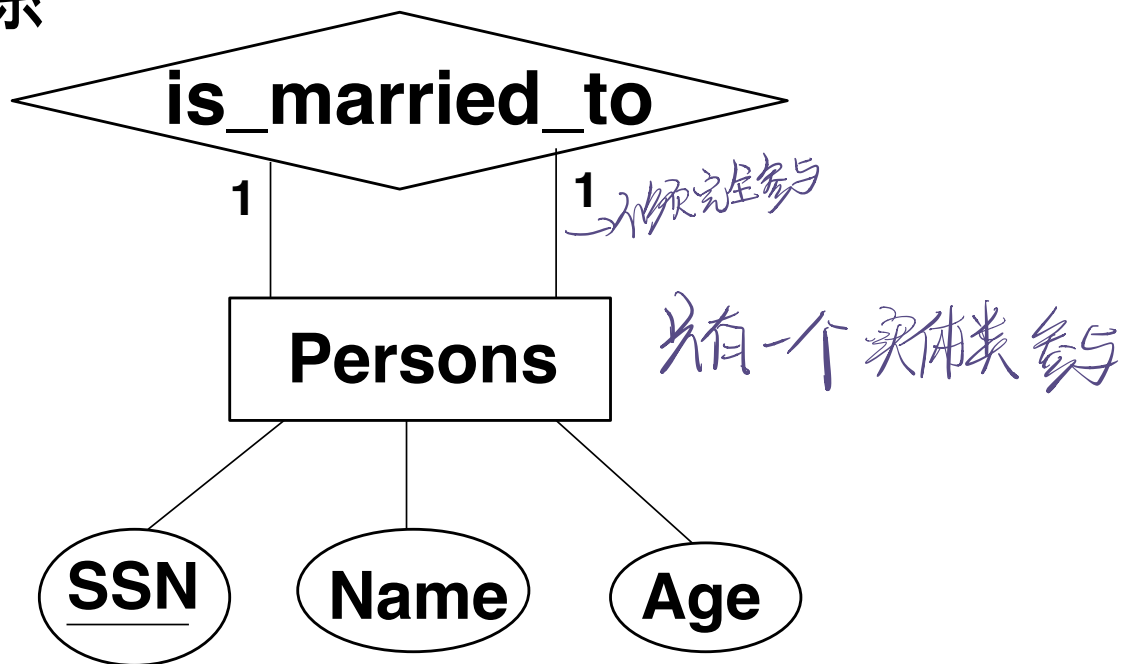 is_married_to
1
1
→不必须完全参与
Persons
只有一个实体类参与
SSN
Name
Age